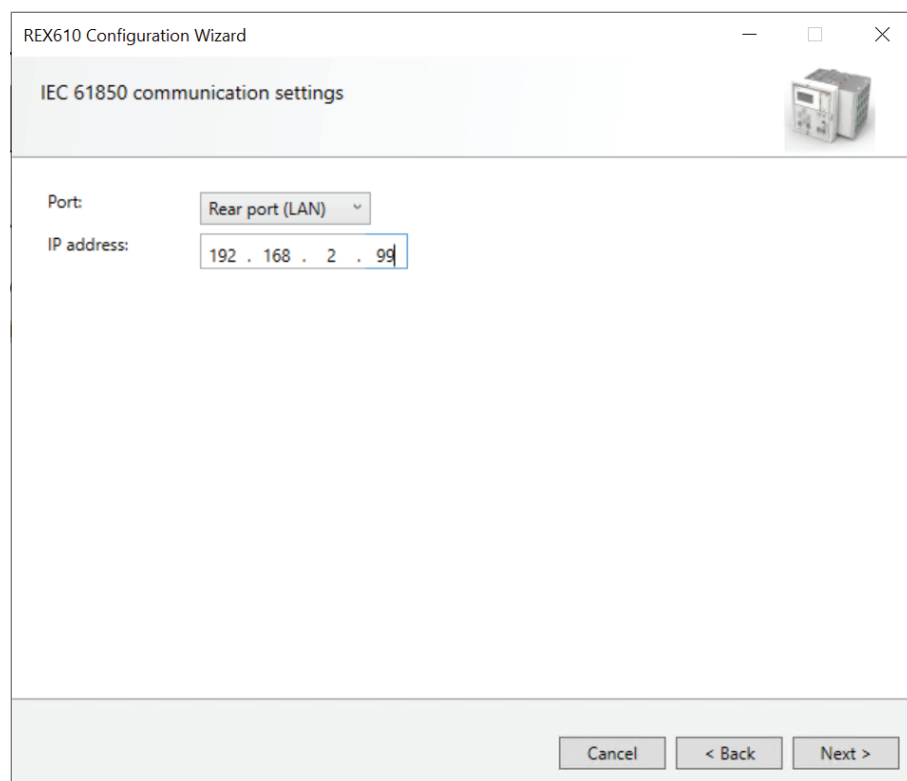 REX610 Configuration Wizard
IEC 61850 communication settings
Port:
Rear port (LAN)
IP address:
192 . 168 . 2 . 99
Cancel
< Back
Next >